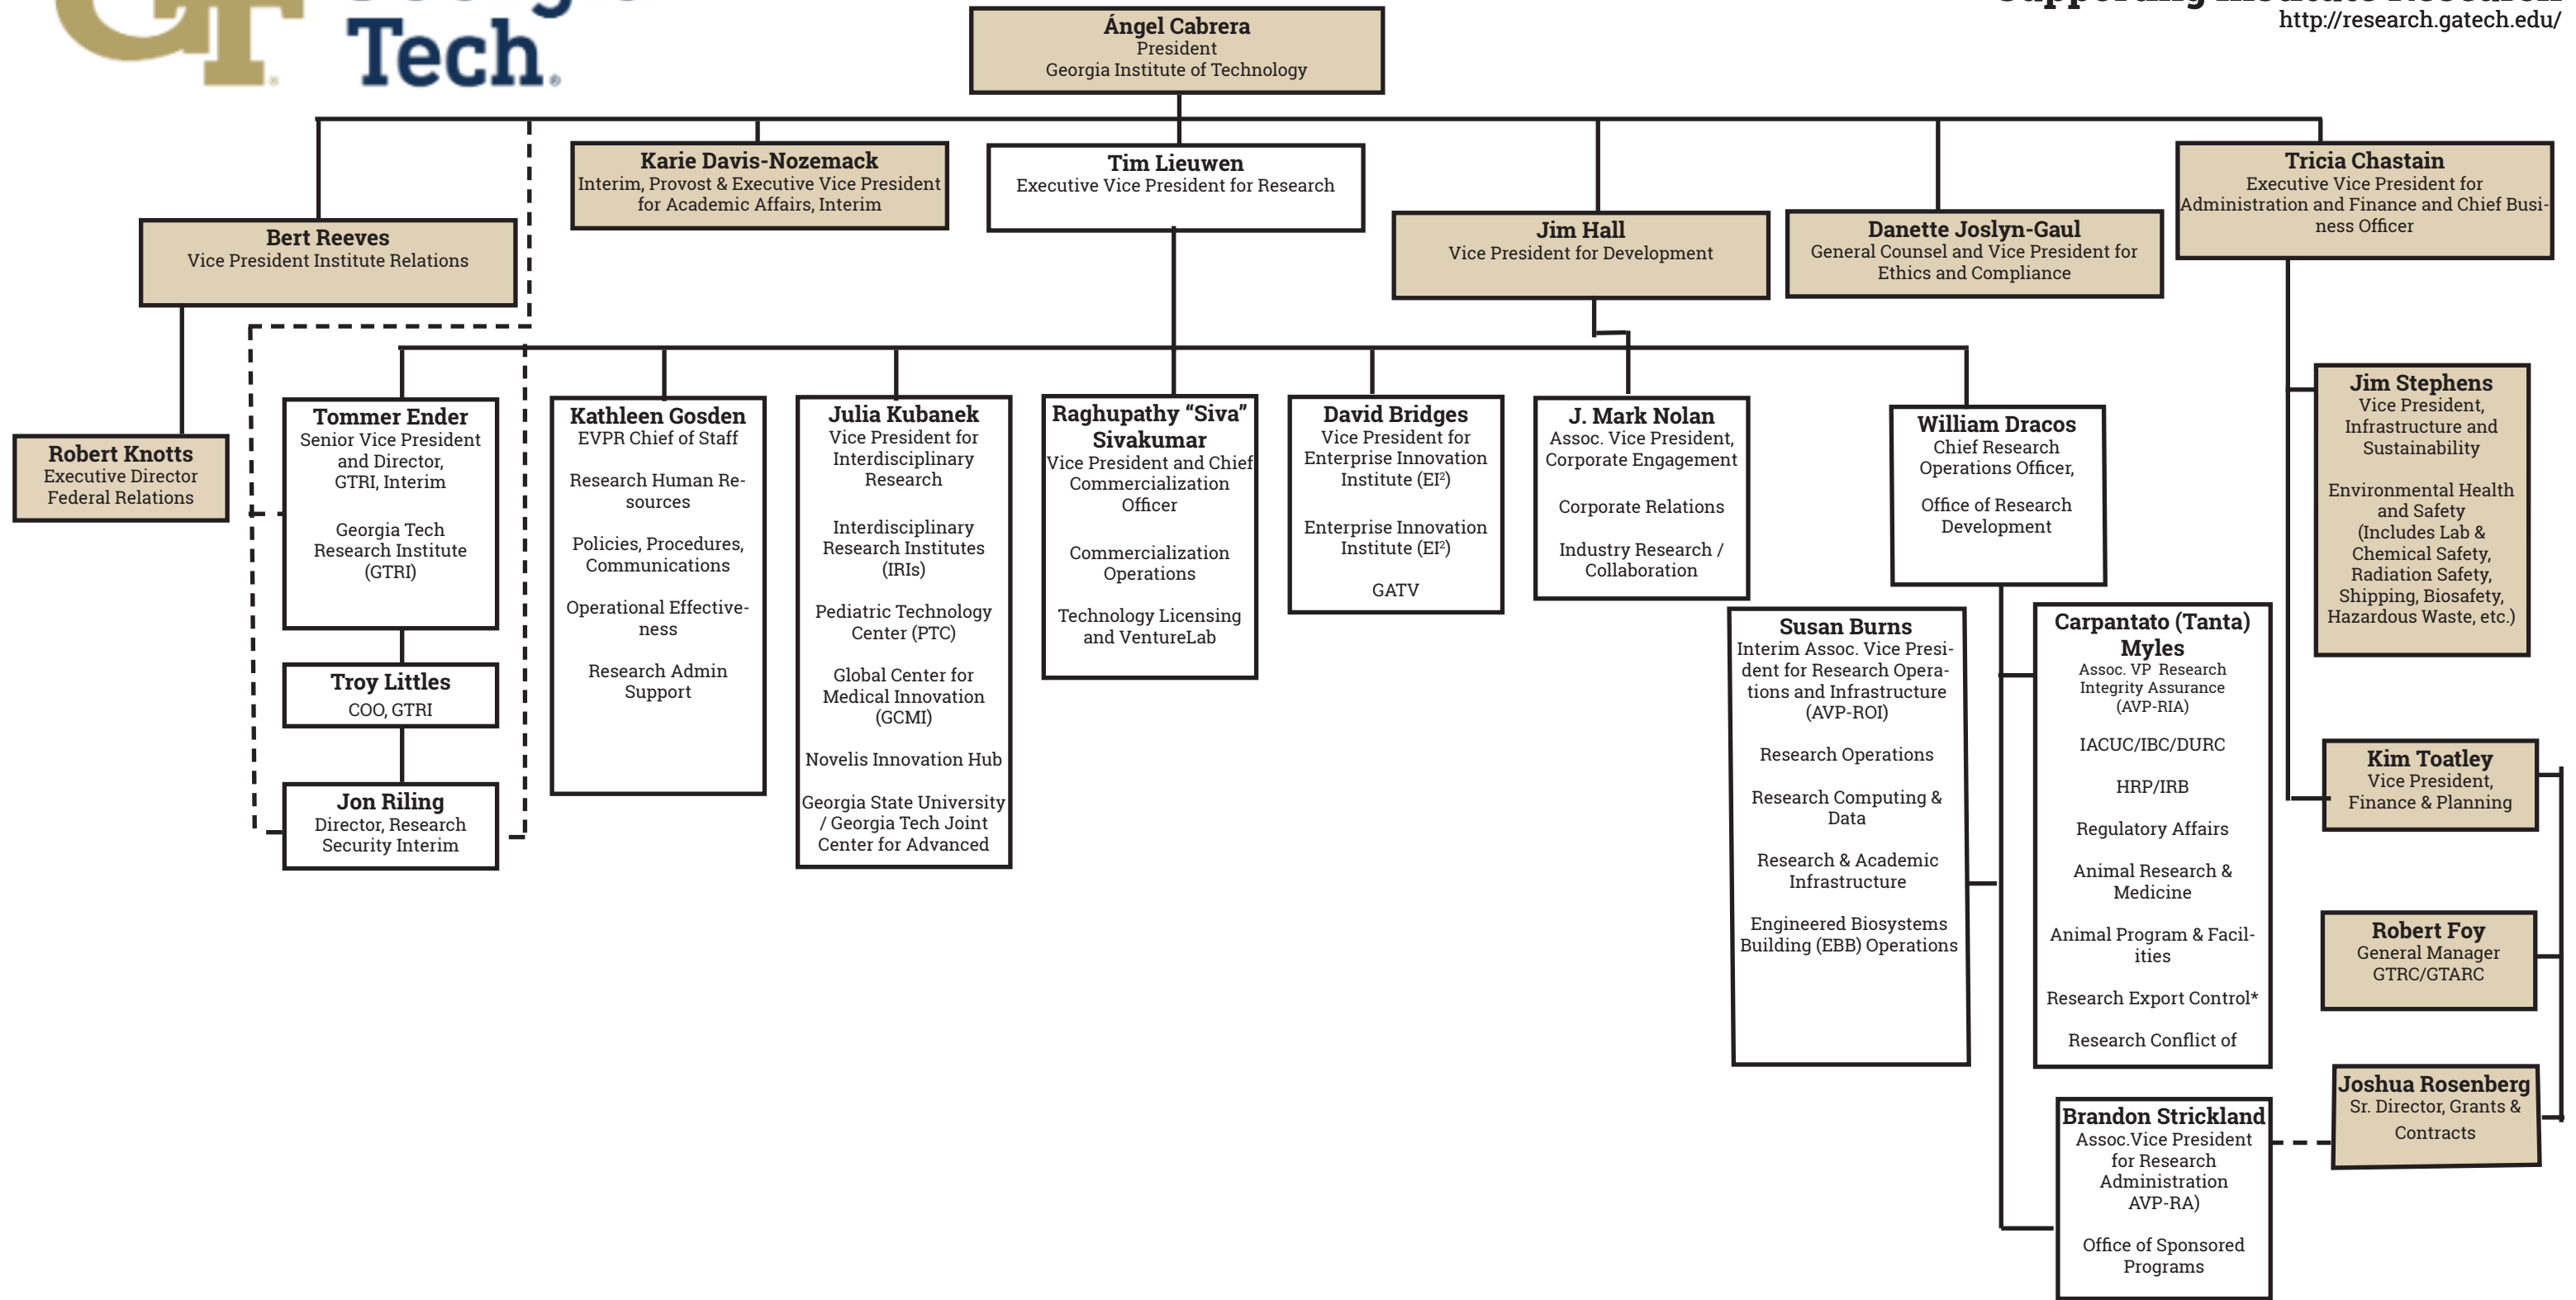 Tech
http://research.gatech.edu/
Ángel Cabrera
President
Georgia Institute of Technology
Karie Davis-Nozemack
Interim, Provost & Executive Vice President
for Academic Affairs, Interim
Tim Lieuwen
Executive Vice President for Research
Tricia Chastain
Executive Vice President for
Administration and Finance and Chief Busi-
ness Officer
Bert Reeves
Vice President Institute Relations
Jim Hall
Vice President for Development
Danette Joslyn-Gaul
General Counsel and Vice President for
Ethics and Compliance
Robert Knotts
Executive Director
Federal Relations
Tommer Ender
Senior Vice President
and Director,
GTRI, Interim
Georgia Tech
Research Institute
(GTRI)
Troy Littles
COO, GTRI
Jon Riling
Director, Research
Security Interim
Kathleen Gosden
EVPR Chief of Staff
Research Human Re-
sources
Policies, Procedures,
Communications
Operational Effective-
ness
Research Admin
Support
Julia Kubanek
Vice President for
Interdisciplinary
Research
Interdisciplinary
Research Institutes
(IRIs)
Pediatric Technology
Center (PTC)
Global Center for
Medical Innovation
(GCMI)
Novelis Innovation Hub
Georgia State University
/ Georgia Tech Joint
Center for Advanced
Raghupathy “Siva”
Sivakumar
Vice President and Chief
Commercialization
Officer
Commercialization
Operations
Technology Licensing
and VentureLab
David Bridges
Vice President for
Enterprise Innovation
Institute (EI²)
Enterprise Innovation
Institute (EI²)
GATV
J. Mark Nolan
Assoc. Vice President,
Corporate Engagement
Corporate Relations
Industry Research /
Collaboration
William Dracos
Chief Research
Operations Officer,
Office of Research
Development
Susan Burns
Interim Assoc. Vice Presi-
dent for Research Opera-
tions and Infrastructure
(AVP-ROI)
Research Operations
Research Computing &
Data
Research & Academic
Infrastructure
Engineered Biosystems
Building (EBB) Operations
Carpantato (Tanta)
Myles
Assoc. VP Research
Integrity Assurance
(AVP-RIA)
IACUC/IBC/DURC
HRP/IRB
Regulatory Affairs
Animal Research &
Medicine
Animal Program & Facil-
ities
Research Export Control*
Research Conflict of
Brandon Strickland
Assoc.Vice President
for Research
Administration
AVP-RA)
Office of Sponsored
Programs
Jim Stephens
Vice President,
Infrastructure and
Sustainability
Environmental Health
and Safety
(Includes Lab &
Chemical Safety,
Radiation Safety,
Shipping, Biosafety,
Hazardous Waste, etc.)
Kim Toatley
Vice President,
Finance & Planning
Robert Foy
General Manager
GTRC/GTARC
Joshua Rosenberg
Sr. Director, Grants &
Contracts